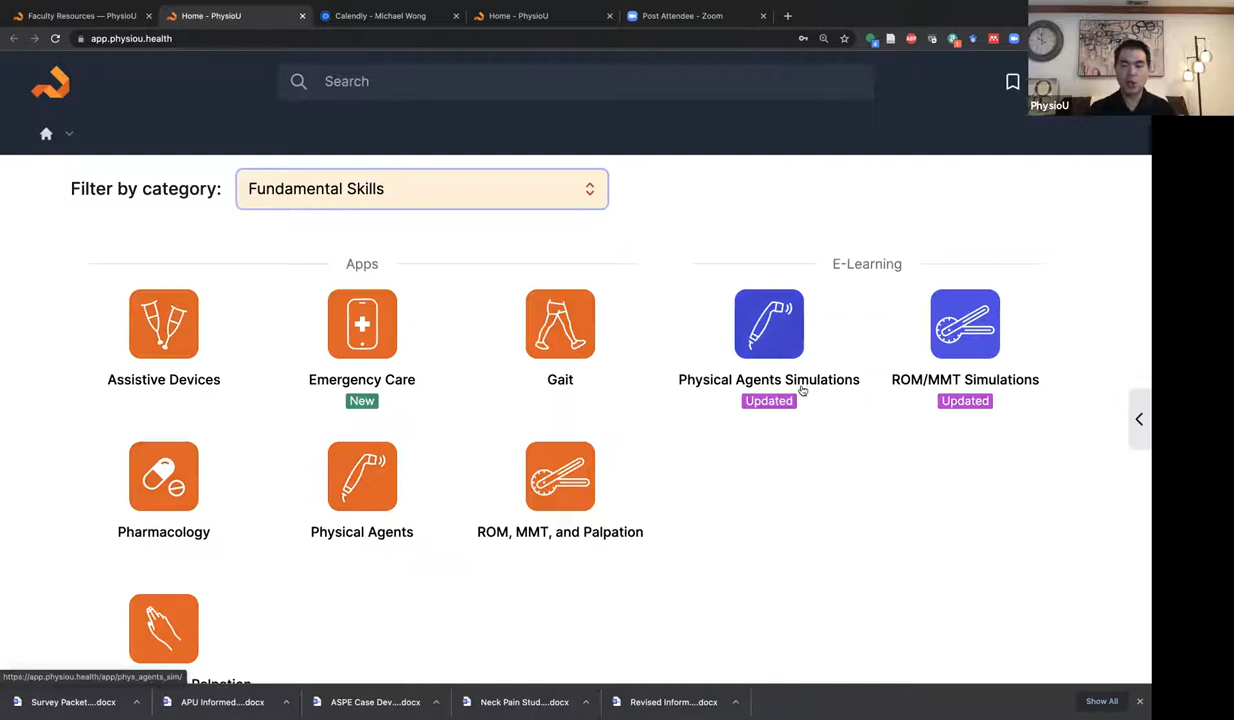 Faculty Resources — PhysioU
Home - PhysioU
Calendly - Michael Wong
Home - PhysioU
Post Attendee - Zoom
app.physiou.health
Search
PhysioU
Filter by category:
Fundamental Skills
Apps
E-Learning
Assistive Devices
Emergency Care
Gait
Physical Agents Simulations
ROM/MMT Simulations
New
Updated
Updated
Pharmacology
Physical Agents
ROM, MMT, and Palpation
Palpation
https://app.physiou.health/app/phys_agents_sim/
Survey Packet....docx
APU Informed....docx
ASPE Case Dev....docx
Neck Pain Stud....docx
Revised Inform....docx
Show All